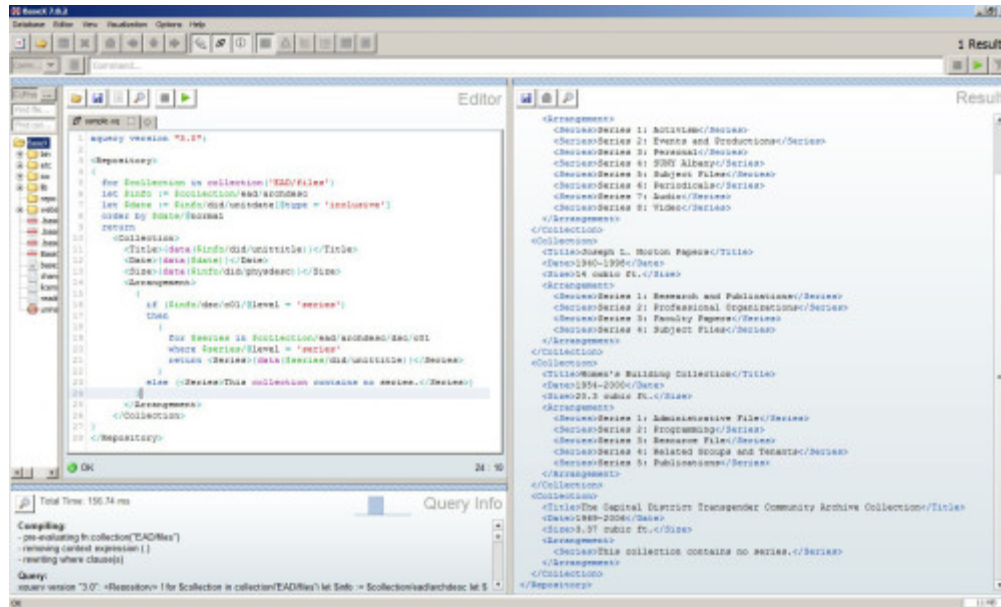 BaseX 7.8.2
Database Editor View Visualization Options Help
1 Result
Command...
Editor
sample.xq
xquery version "3.0";
<Repository>
{
for $collection in collection('EAD/files')
let $info := $collection/ead/archdesc
let $date := $info/did/unitdate[@type = 'inclusive']
order by $date/@normal
return
<Collection>
<Title>{data($info/did/unittitle)}</Title>
<Date>{data($date)}</Date>
<Size>{data($info/did/physdesc)}</Size>
<Arrangement>
{
if ($info/dsc/c01/@level = 'series')
then
(
for $series in $collection/ead/archdesc/dsc/c01
where $series/@level = 'series'
return <Series>{data($series/did/unittitle)}</Series>
)
else (<Series>This collection contains no series.</Series>)
}
</Arrangement>
</Collection>
}
</Repository>
OK
24 : 10
Total Time: 156.74 ms
Query Info
Compiling:
- pre-evaluating fn:collection("EAD/files")
- removing context expression (.)
- rewriting where clause(s)
Query:
xquery version "3.0"; <Repository> { for $collection in collection('EAD/files') let $info := $collection/ead/archdesc let $
OK
Result
<Arrangement>
<Series>Series 1: Activism</Series>
<Series>Series 2: Events and Productions</Series>
<Series>Series 3: Personal</Series>
<Series>Series 4: SUNY Albany</Series>
<Series>Series 5: Subject Files</Series>
<Series>Series 6: Periodicals</Series>
<Series>Series 7: Audio</Series>
<Series>Series 8: Video</Series>
</Arrangement>
</Collection>
<Collection>
<Title>Joseph L. Norton Papers</Title>
<Date>1940-1998</Date>
<Size>14 cubic ft.</Size>
<Arrangement>
<Series>Series 1: Research and Publications</Series>
<Series>Series 2: Professional Organizations</Series>
<Series>Series 3: Faculty Papers</Series>
<Series>Series 4: Subject Files</Series>
</Arrangement>
</Collection>
<Collection>
<Title>Women's Building Collection</Title>
<Date>1954-2000</Date>
<Size>20.3 cubic ft.</Size>
<Arrangement>
<Series>Series 1: Administrative File</Series>
<Series>Series 2: Programming</Series>
<Series>Series 3: Resource File</Series>
<Series>Series 4: Related Groups and Tenants</Series>
<Series>Series 5: Publications</Series>
</Arrangement>
</Collection>
<Collection>
<Title>The Capital District Transgender Community Archive Collection</Title>
<Date>1989-2006</Date>
<Size>3.37 cubic ft.</Size>
<Arrangement>
<Series>This collection contains no series.</Series>
</Arrangement>
</Collection>
</Repository>